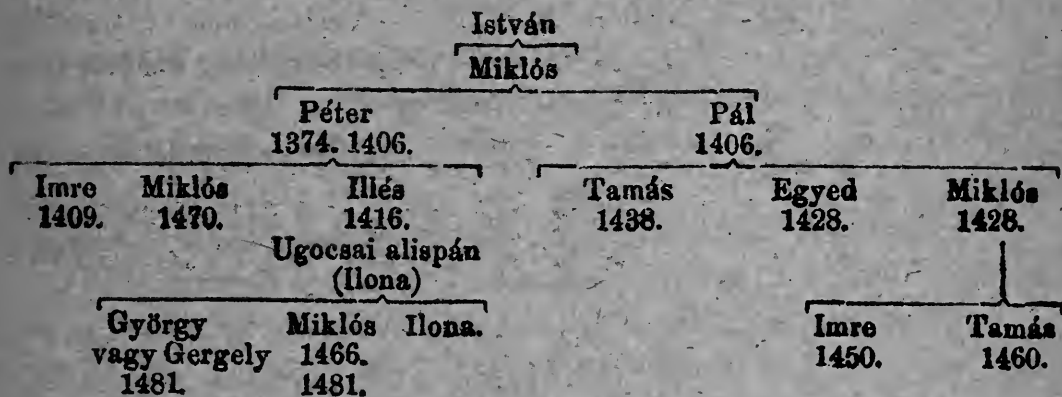 István
Miklós
Péter Pál
1374. 1406. 1406.
Imre Miklós Illés Tamás Egyed Miklós
1409. 1470. 1416. 1438. 1428. 1428.
Ugocsai alispán
(Ilona)
György Miklós Ilona. Imre Tamás
vagy Gergely 1466. 1450. 1460.
1481. 1481.